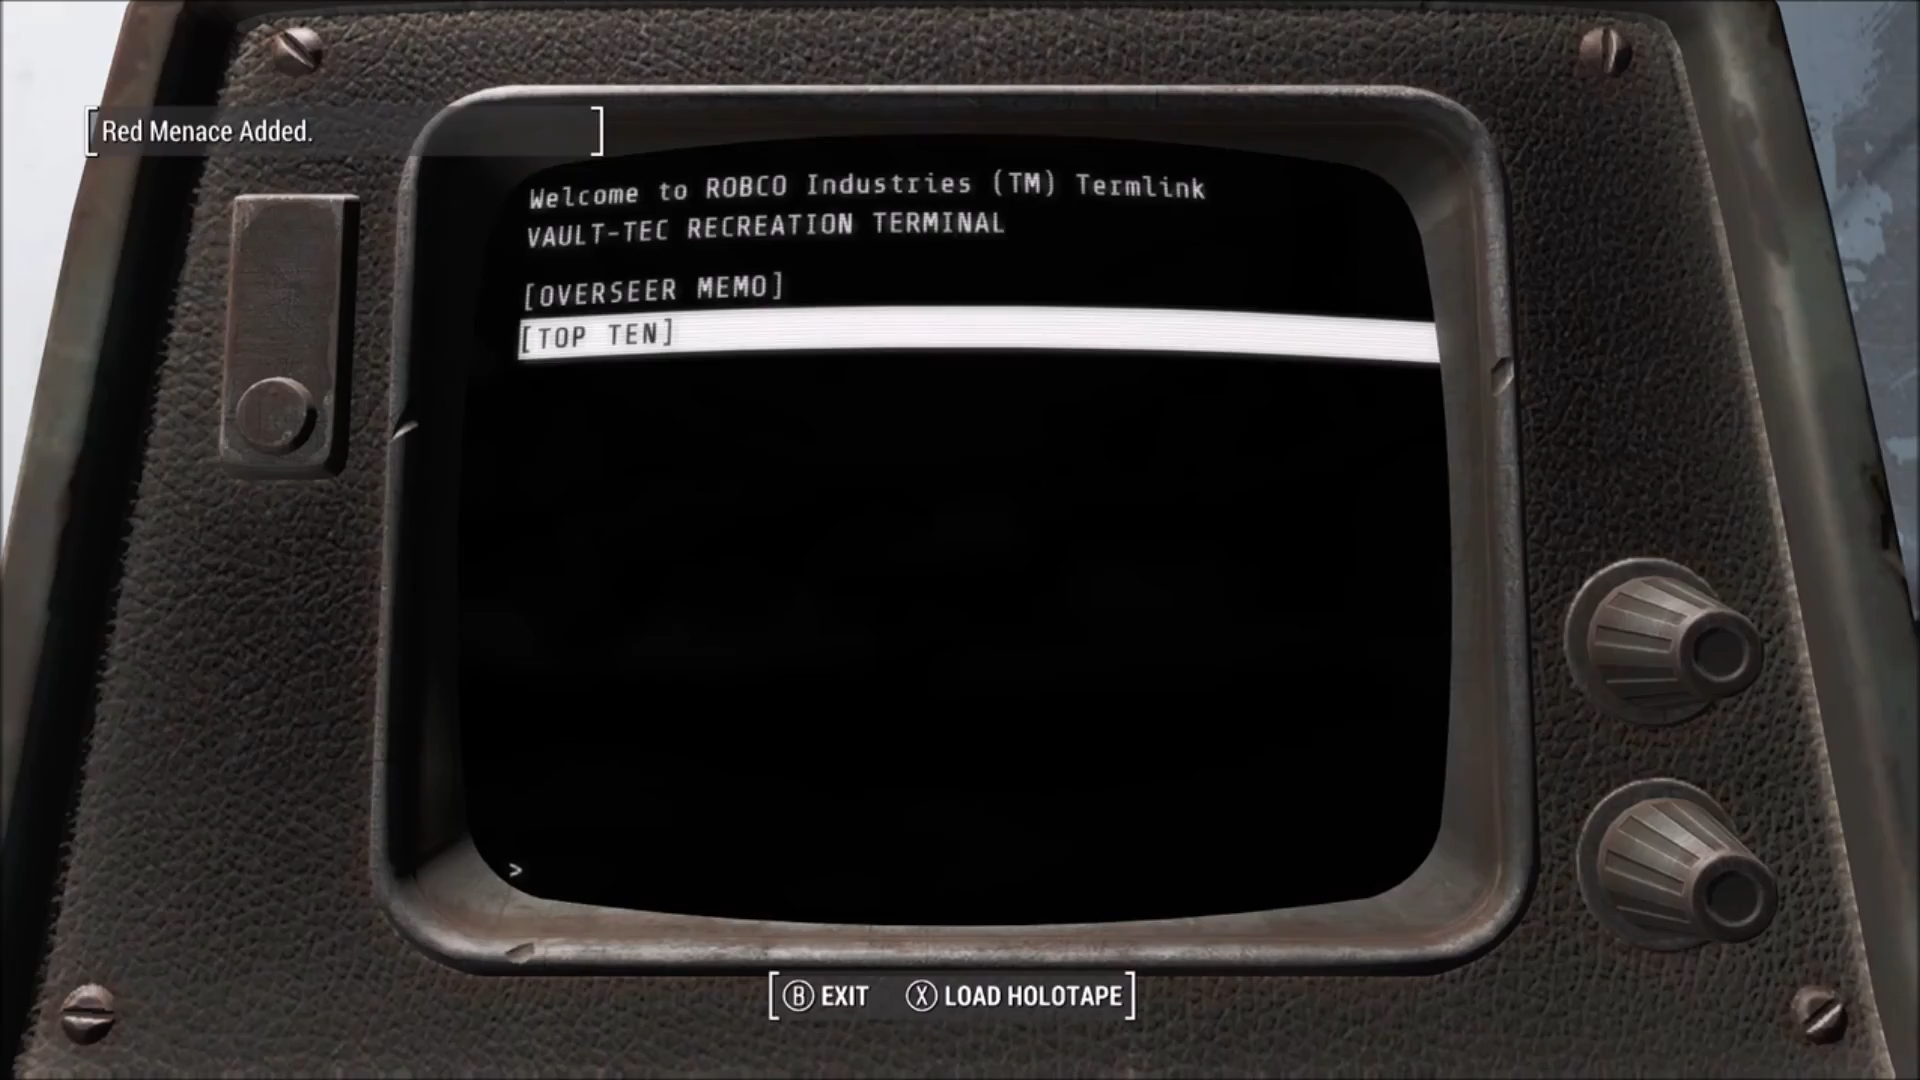 Red Menace Added.
Welcome to ROBCO Industries (TM) Termlink
VAULT-TEC RECREATION TERMINAL
[OVERSEER MEMO]
[TOP TEN]
>
B EXIT X LOAD HOLOTAPE